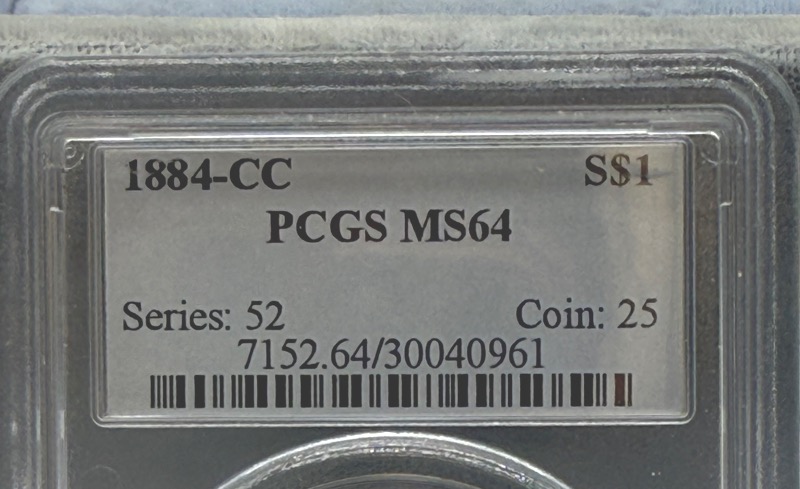 1884-CC S$1
PCGS MS64
Series: 52 Coin: 25
7152.64/30040961